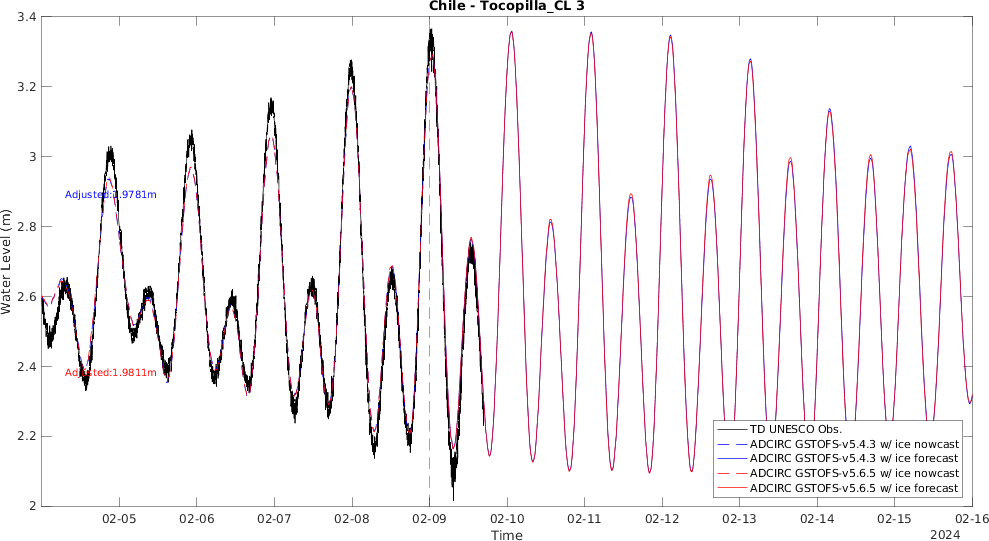 Chile - Tocopilla_CL 3
3.4
3.2
3
2.8
2.6
2.4
2.2
2
Water Level (m)
Adjusted:1.9781m
Adjusted:1.9811m
TD UNESCO Obs.
ADCIRC GSTOFS-v5.4.3 w/ ice nowcast
ADCIRC GSTOFS-v5.4.3 w/ ice forecast
ADCIRC GSTOFS-v5.6.5 w/ ice nowcast
ADCIRC GSTOFS-v5.6.5 w/ ice forecast
02-05 02-06 02-07 02-08 02-09 02-10 02-11 02-12 02-13 02-14 02-15 02-16
Time
2024